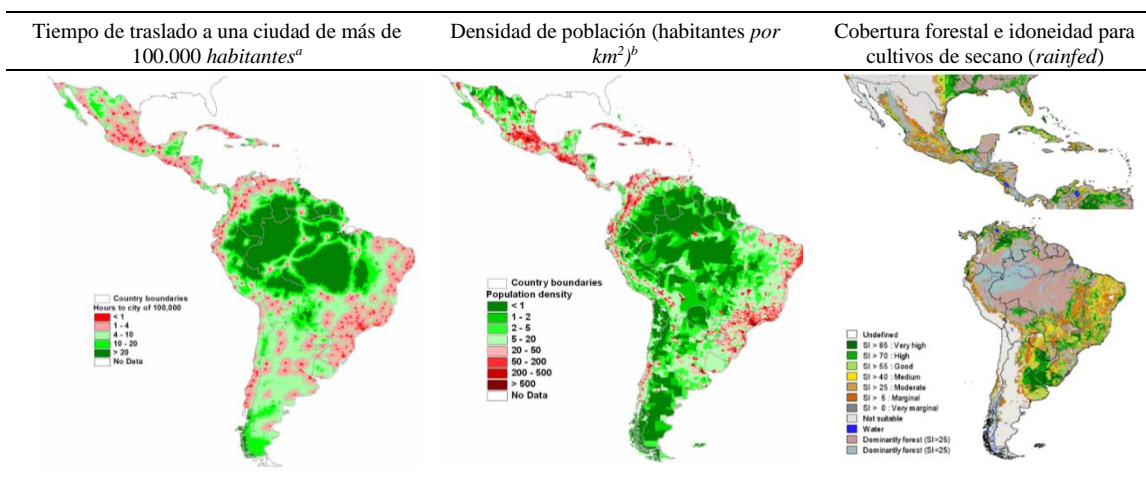 Tiempo de traslado a una ciudad de más de
100.000 habitantesᵃ
Densidad de población (habitantes por
km²)ᵇ
Cobertura forestal e idoneidad para
cultivos de secano (rainfed)
Country boundaries
Hours to city of 100,000
< 1
1 - 4
4 - 10
10 - 20
> 20
No Data
Country boundaries
Population density
< 1
1 - 2
2 - 5
5 - 20
20 - 50
50 - 200
200 - 500
> 500
No Data
Undefined
SI > 85 : Very high
SI > 70 : High
SI > 55 : Good
SI > 40 : Medium
SI > 25 : Moderate
SI > 5 : Marginal
SI > 0 : Very marginal
Not suitable
Water
Dominantly forest (SI>25)
Dominantly forest (SI<25)